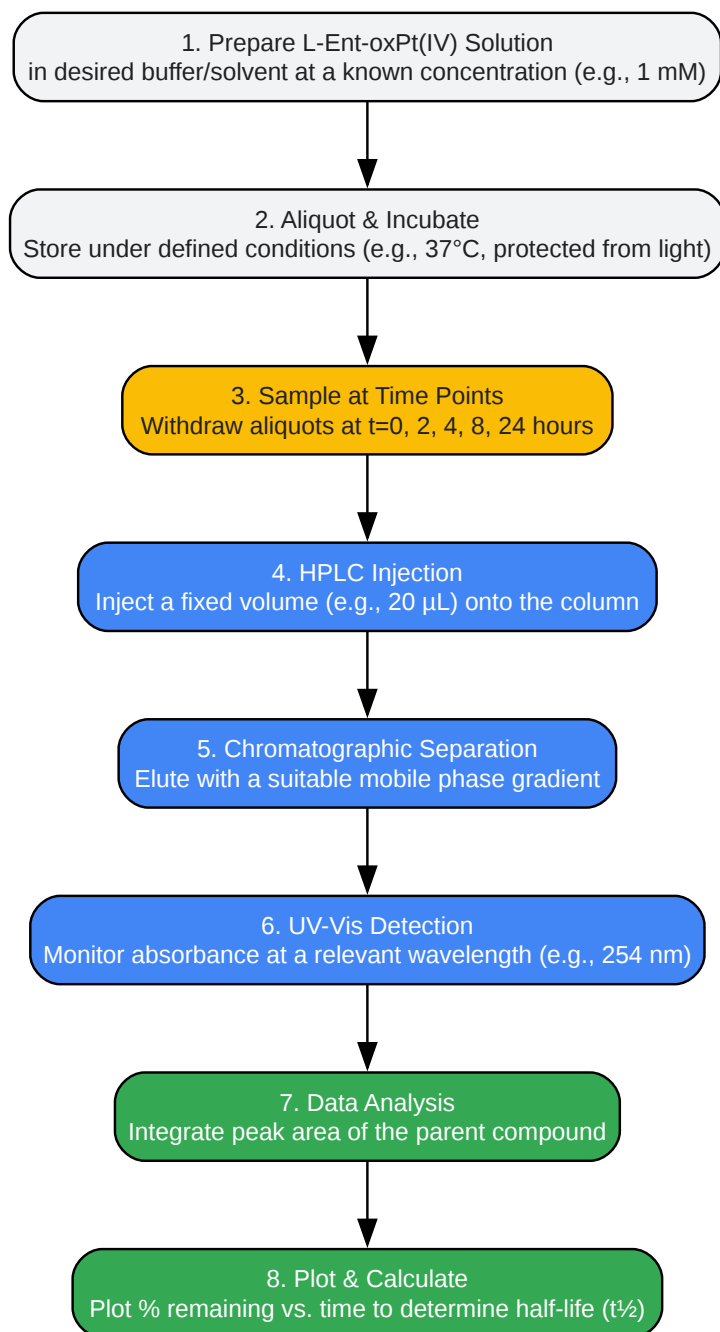 1. Prepare L-Ent-oxPt(IV) Solution
in desired buffer/solvent at a known concentration (e.g., 1 mM)
2. Aliquot & Incubate
Store under defined conditions (e.g., 37°C, protected from light)
3. Sample at Time Points
Withdraw aliquots at t=0, 2, 4, 8, 24 hours
4. HPLC Injection
Inject a fixed volume (e.g., 20 µL) onto the column
5. Chromatographic Separation
Elute with a suitable mobile phase gradient
6. UV-Vis Detection
Monitor absorbance at a relevant wavelength (e.g., 254 nm)
7. Data Analysis
Integrate peak area of the parent compound
8. Plot & Calculate
Plot % remaining vs. time to determine half-life (t½)